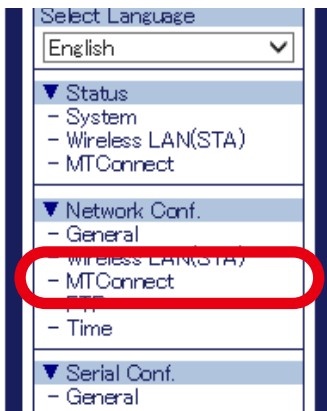 Select Language
English
▼ Status
- System
- Wireless LAN(STA)
- MTConnect
▼ Network Conf.
- General
- Wireless LAN(STA)
- MTConnect
- FTP
- Time
▼ Serial Conf.
- General